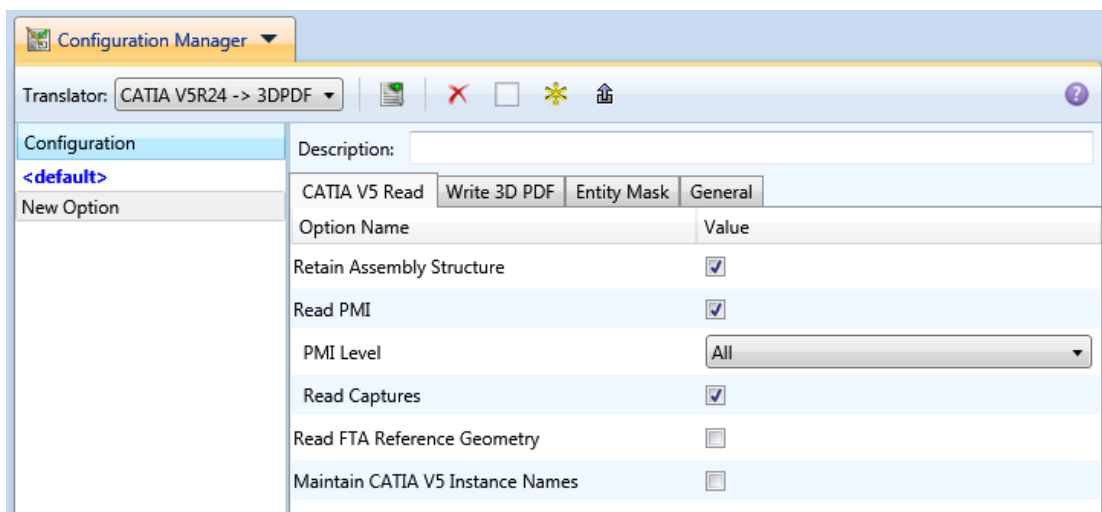 Configuration Manager
Translator: CATIA V5R24 -> 3DPDF
Configuration
<default>
New Option
Description:
CATIA V5 Read Write 3D PDF Entity Mask General
Option Name Value
Retain Assembly Structure
Read PMI
PMI Level All
Read Captures
Read FTA Reference Geometry
Maintain CATIA V5 Instance Names